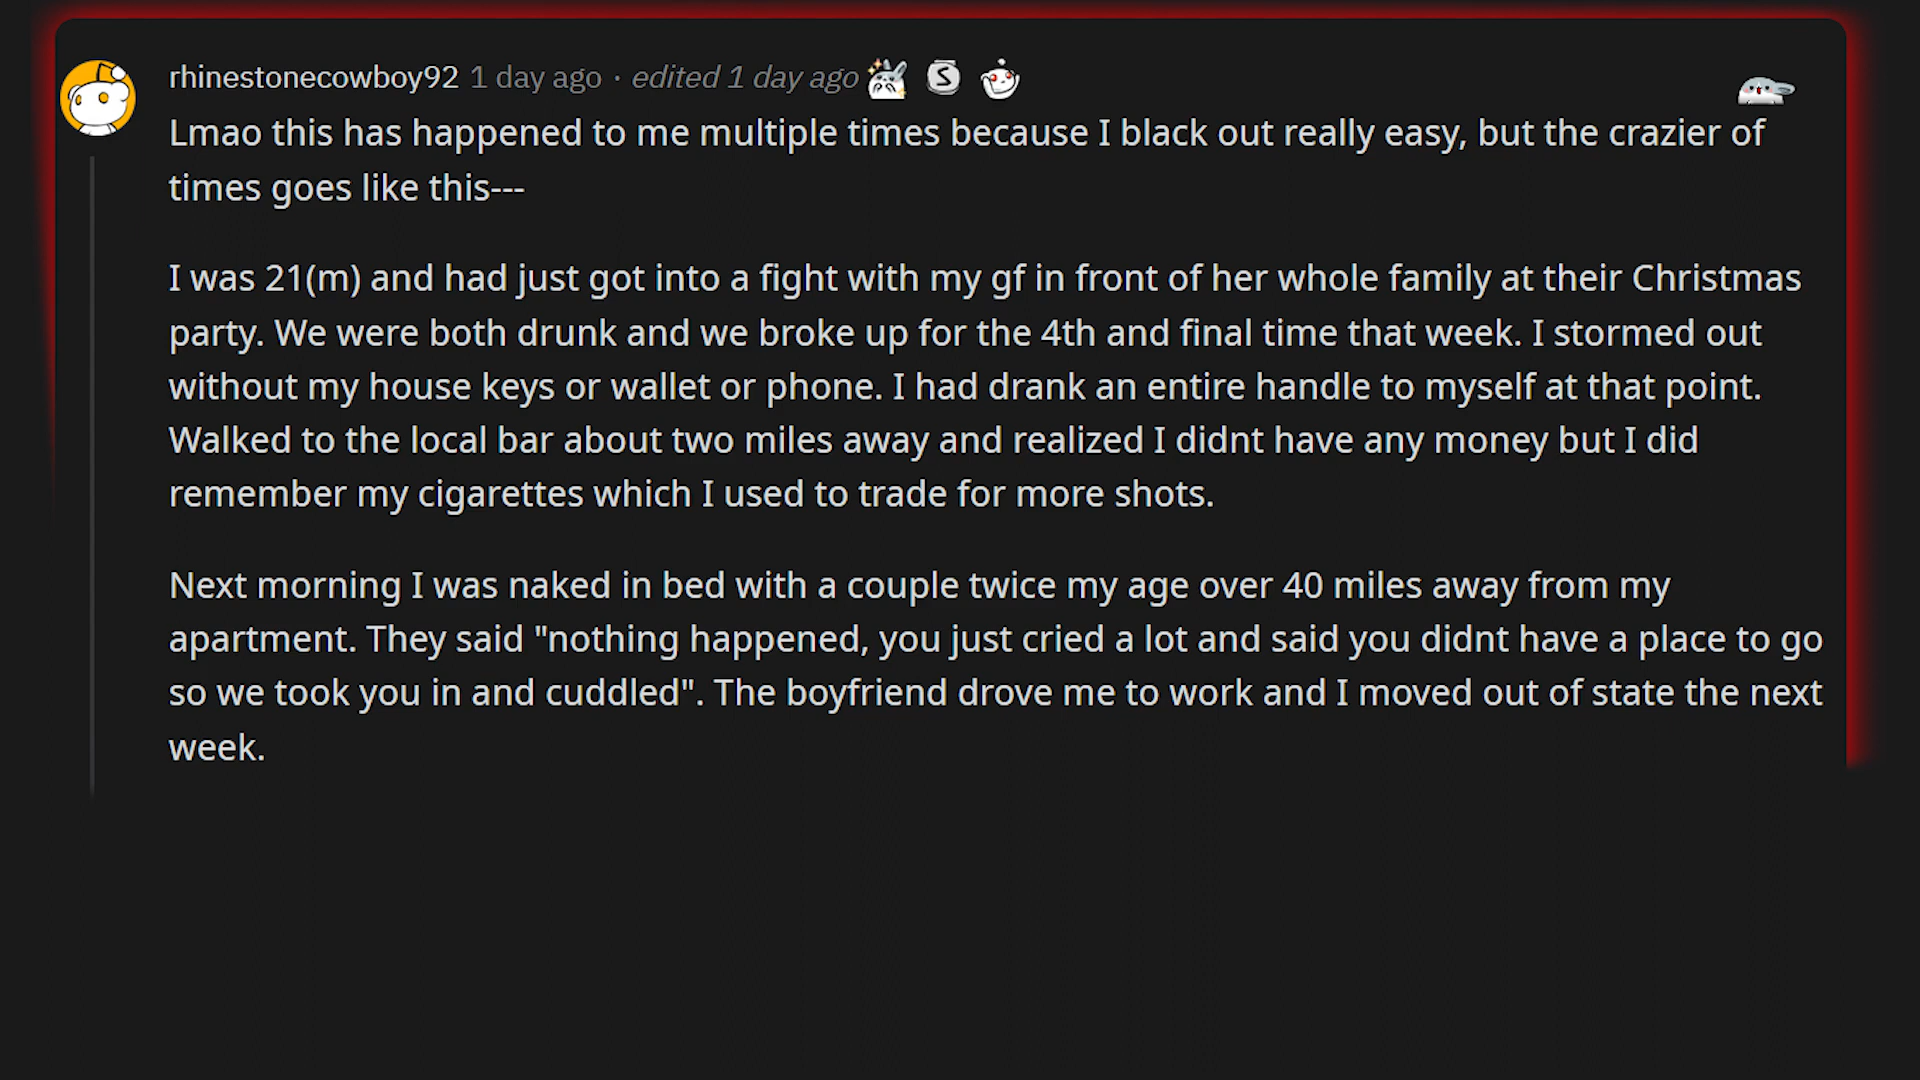 rhinestonecowboy92 1 day ago · edited 1 day ago
Lmao this has happened to me multiple times because I black out really easy, but the crazier of
times goes like this---
I was 21(m) and had just got into a fight with my gf in front of her whole family at their Christmas
party. We were both drunk and we broke up for the 4th and final time that week. I stormed out
without my house keys or wallet or phone. I had drank an entire handle to myself at that point.
Walked to the local bar about two miles away and realized I didnt have any money but I did
remember my cigarettes which I used to trade for more shots.
Next morning I was naked in bed with a couple twice my age over 40 miles away from my
apartment. They said "nothing happened, you just cried a lot and said you didnt have a place to go
so we took you in and cuddled". The boyfriend drove me to work and I moved out of state the next
week.